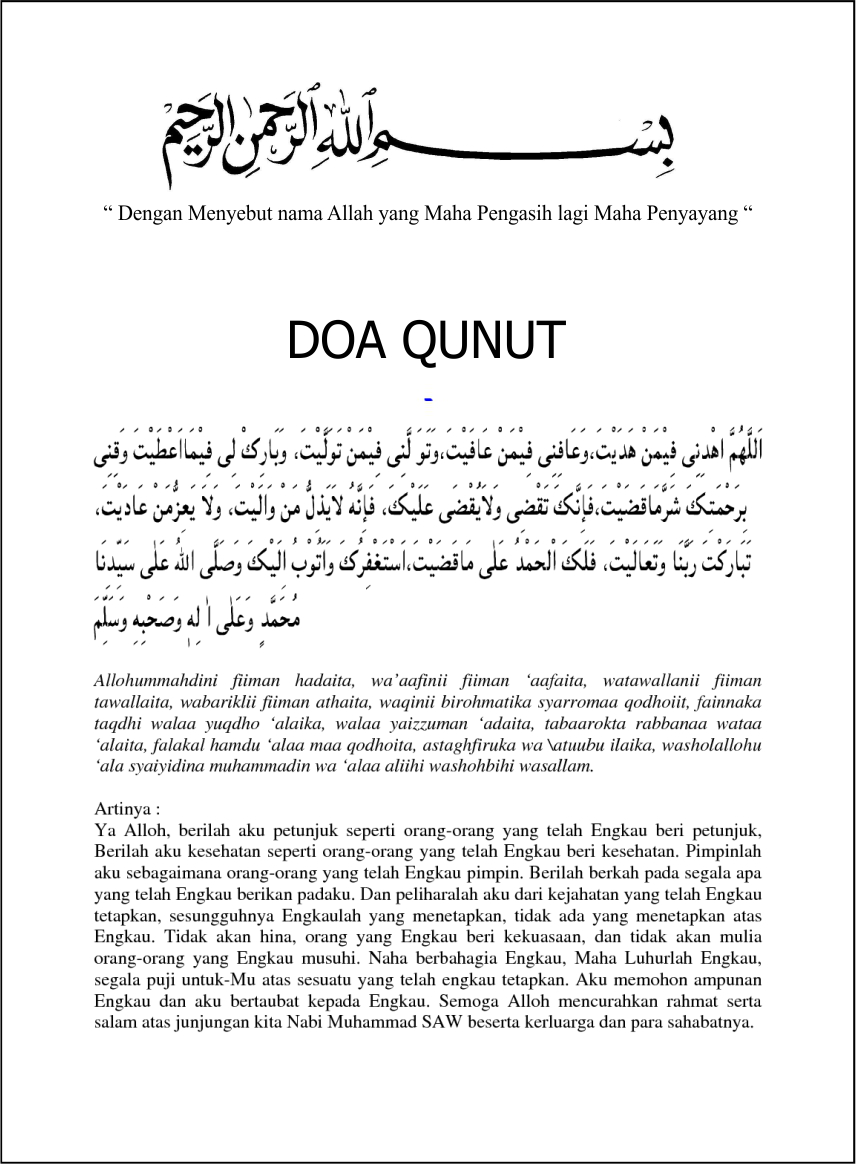 بِسْمِ ٱللَّهِ ٱلرَّحْمَٰنِ ٱلرَّحِيمِ
“ Dengan Menyebut nama Allah yang Maha Pengasih lagi Maha Penyayang “
DOA QUNUT
-
اَللّٰهُمَّ اهْدِنِى فِيْمَنْ هَدَيْتَ،وَعَافِنِى فِيْمَنْ عَافَيْتَ،وَتَوَ لَّنِى فِيْمَنْ تَوَلَّيْتَ، وَبَارِكْ لِى فِيْمَااَعْطَيْتَ وَقِنِى
بِرَحْمَتِكَ شَرَّمَاقَضَيْتَ،فَاِنَّكَ تَقْضِى وَلاَيُقْضَى عَلَيْكَ، فَاِنَّهُ لاَيَذِلُّ مَنْ وَالَيْتَ، وَلاَ يَعِزُّمَنْ عَادَيْتَ،
تَبَارَكْتَ رَبَّنَا وَتَعَالَيْتَ، فَلَكَ الْحَمْدُ عَلٰى مَاقَضَيْتَ،اَسْتَغْفِرُكَ وَاَتُوْبُ اِلَيْكَ وَصَلَّى اللهُ عَلٰى سَيِّدِنَا
مُحَمَّدٍ وَعَلٰى اٰ لِهٖ وَصَحْبِهِ وَسَلَّمَ
Allohummahdini fiiman hadaita, wa’aafinii fiiman ‘aafaita, watawallanii fiiman
tawallaita, wabariklii fiiman athaita, waqinii birohmatika syarromaa qodhoiit, fainnaka
taqdhi walaa yuqdho ‘alaika, walaa yaizzuman ‘adaita, tabaarokta rabbanaa wataa
‘alaita, falakal hamdu ‘alaa maa qodhoita, astaghfiruka wa \atuubu ilaika, washolallohu
‘ala syaiyidina muhammadin wa ‘alaa aliihi washohbihi wasallam.
Artinya :
Ya Alloh, berilah aku petunjuk seperti orang-orang yang telah Engkau beri petunjuk,
Berilah aku kesehatan seperti orang-orang yang telah Engkau beri kesehatan. Pimpinlah
aku sebagaimana orang-orang yang telah Engkau pimpin. Berilah berkah pada segala apa
yang telah Engkau berikan padaku. Dan peliharalah aku dari kejahatan yang telah Engkau
tetapkan, sesungguhnya Engkaulah yang menetapkan, tidak ada yang menetapkan atas
Engkau. Tidak akan hina, orang yang Engkau beri kekuasaan, dan tidak akan mulia
orang-orang yang Engkau musuhi. Naha berbahagia Engkau, Maha Luhurlah Engkau,
segala puji untuk-Mu atas sesuatu yang telah engkau tetapkan. Aku memohon ampunan
Engkau dan aku bertaubat kepada Engkau. Semoga Alloh mencurahkan rahmat serta
salam atas junjungan kita Nabi Muhammad SAW beserta kerluarga dan para sahabatnya.